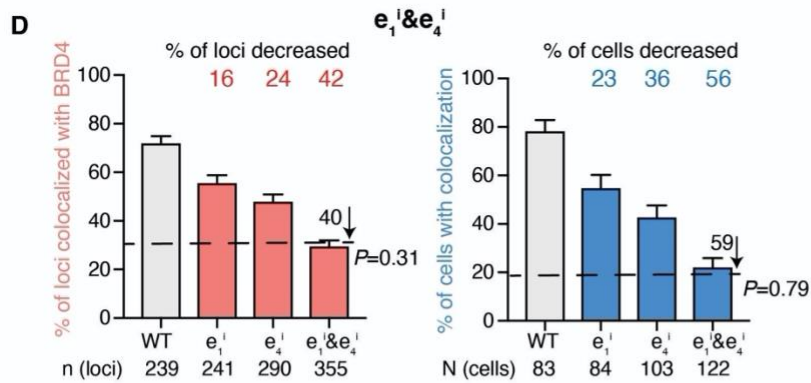 D
e₁ⁱ&e₄ⁱ
% of loci decreased
16 24 42
% of loci colocalized with BRD4
100
80
60
40
20
0
40
P=0.31
WT e₁ⁱ e₄ⁱ e₁ⁱ&e₄ⁱ
n (loci) 239 241 290 355
% of cells decreased
23 36 56
% of cells with colocalization
100
80
60
40
20
0
59
P=0.79
WT e₁ⁱ e₄ⁱ e₁ⁱ&e₄ⁱ
N (cells) 83 84 103 122